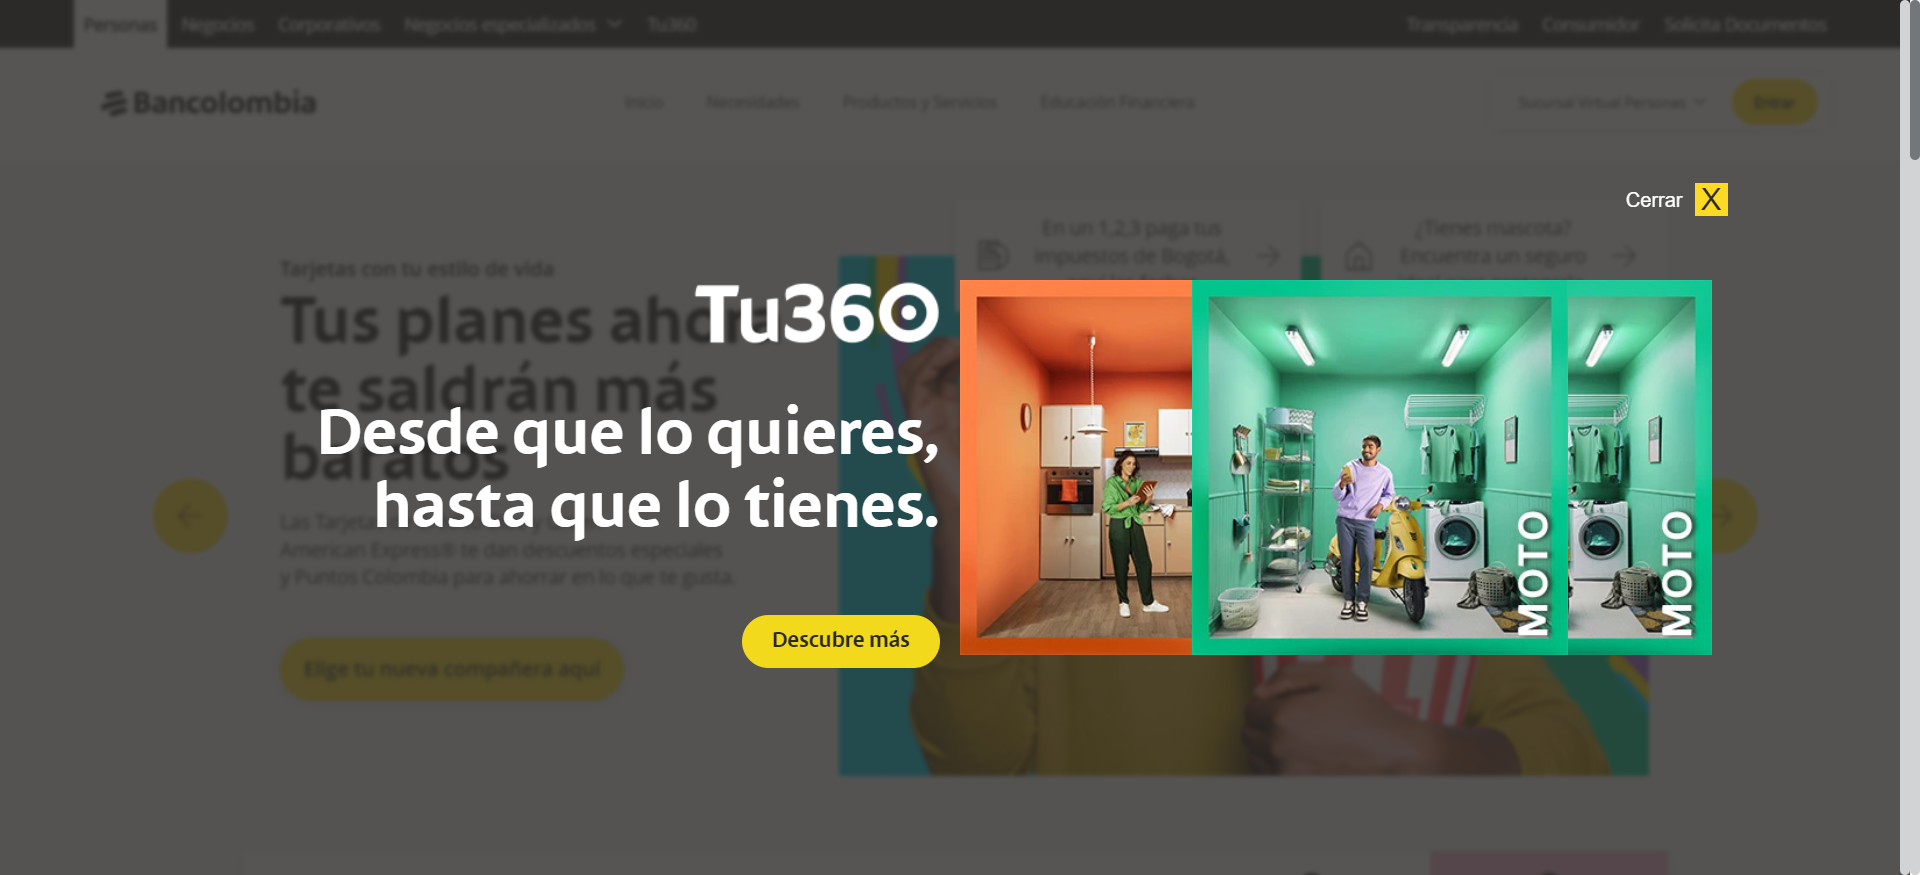 Personas Negocios Corporativos Negocios especializados Tu360 Transparencia Consumidor Solicita Documentos
Bancolombia Inicio Necesidades Productos y Servicios Educación Financiera Sucursal Virtual Personas Entrar
Cerrar X
En un 1,2,3 paga tus
impuestos de Bogotá,
¿Tienes mascota?
Encuentra un seguro
Tarjetas con tu estilo de vida
Tus planes ahora
te saldrán más
baratos
Las Tarjetas
American Express® te dan descuentos especiales
y Puntos Colombia para ahorrar en lo que te gusta.
Elige tu nueva compañera aquí
Tu360
Desde que lo quieres,
hasta que lo tienes.
Descubre más
MOTO
MOTO